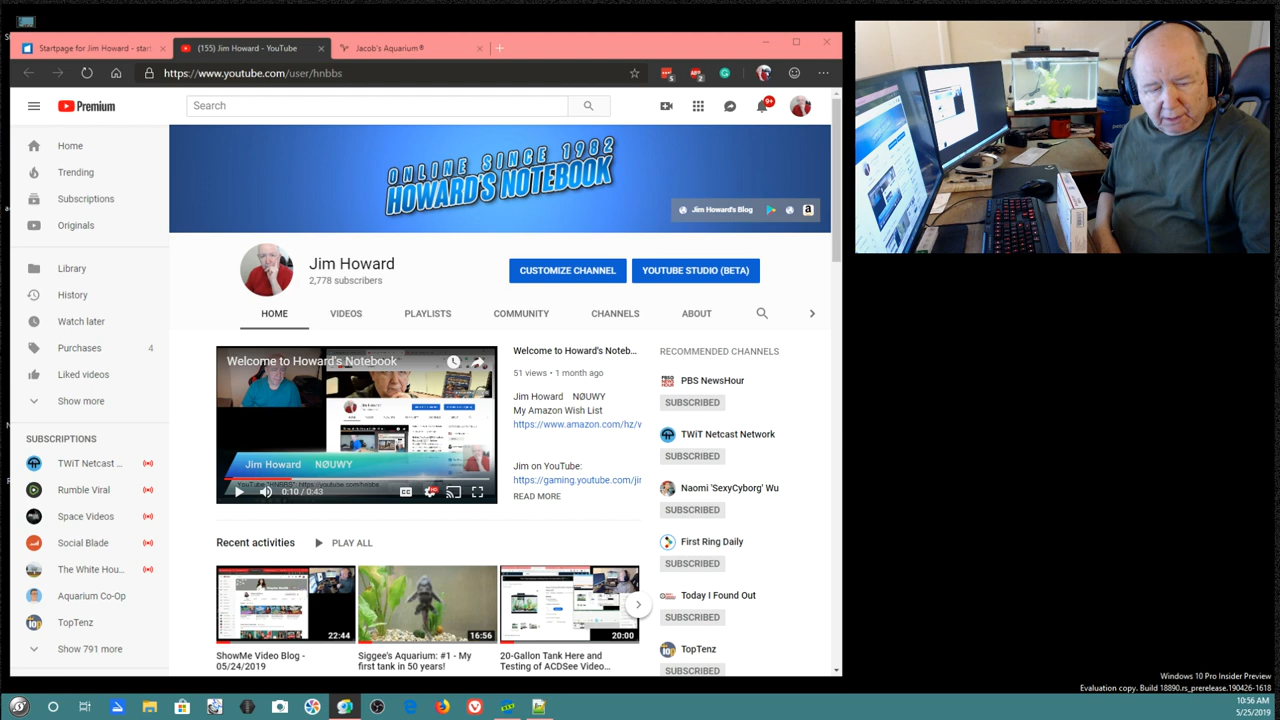 Startpage for Jim Howard - start
(155) Jim Howard - YouTube
Jacob's Aquarium®
https://www.youtube.com/user/hnbbs
Premium
Search
9+
Home
Trending
Subscriptions
Originals
Library
History
Watch later
Purchases 4
Liked videos
Show more
SUBSCRIPTIONS
TWiT Netcast ...
Rumble Viral
Space Videos
Social Blade
The White Hou...
Aquarium Co-Op
TopTenz
Show 791 more
ONLINE SINCE 1982
HOWARD'S NOTEBOOK
Jim Howard's Blog
Jim Howard
2,778 subscribers
CUSTOMIZE CHANNEL
YOUTUBE STUDIO (BETA)
HOME VIDEOS PLAYLISTS COMMUNITY CHANNELS ABOUT
Welcome to Howard's Notebook
Jim Howard NØUWY
0:10 / 0:43
Welcome to Howard's Noteb...
51 views • 1 month ago
Jim Howard NØUWY
My Amazon Wish List
https://www.amazon.com/hz/w
Jim on YouTube:
https://gaming.youtube.com/jir
READ MORE
RECOMMENDED CHANNELS
PBS NewsHour
SUBSCRIBED
TWiT Netcast Network
SUBSCRIBED
Naomi 'SexyCyborg' Wu
SUBSCRIBED
First Ring Daily
SUBSCRIBED
Today I Found Out
SUBSCRIBED
TopTenz
SUBSCRIBED
Recent activities
PLAY ALL
22:44
ShowMe Video Blog -
05/24/2019
16:56
Siggee's Aquarium: #1 - My
first tank in 50 years!
20:00
20-Gallon Tank Here and
Testing of ACDSee Video...
Windows 10 Pro Insider Preview
Evaluation copy. Build 18890.rs_prerelease.190426-1618
10:56 AM
5/25/2019